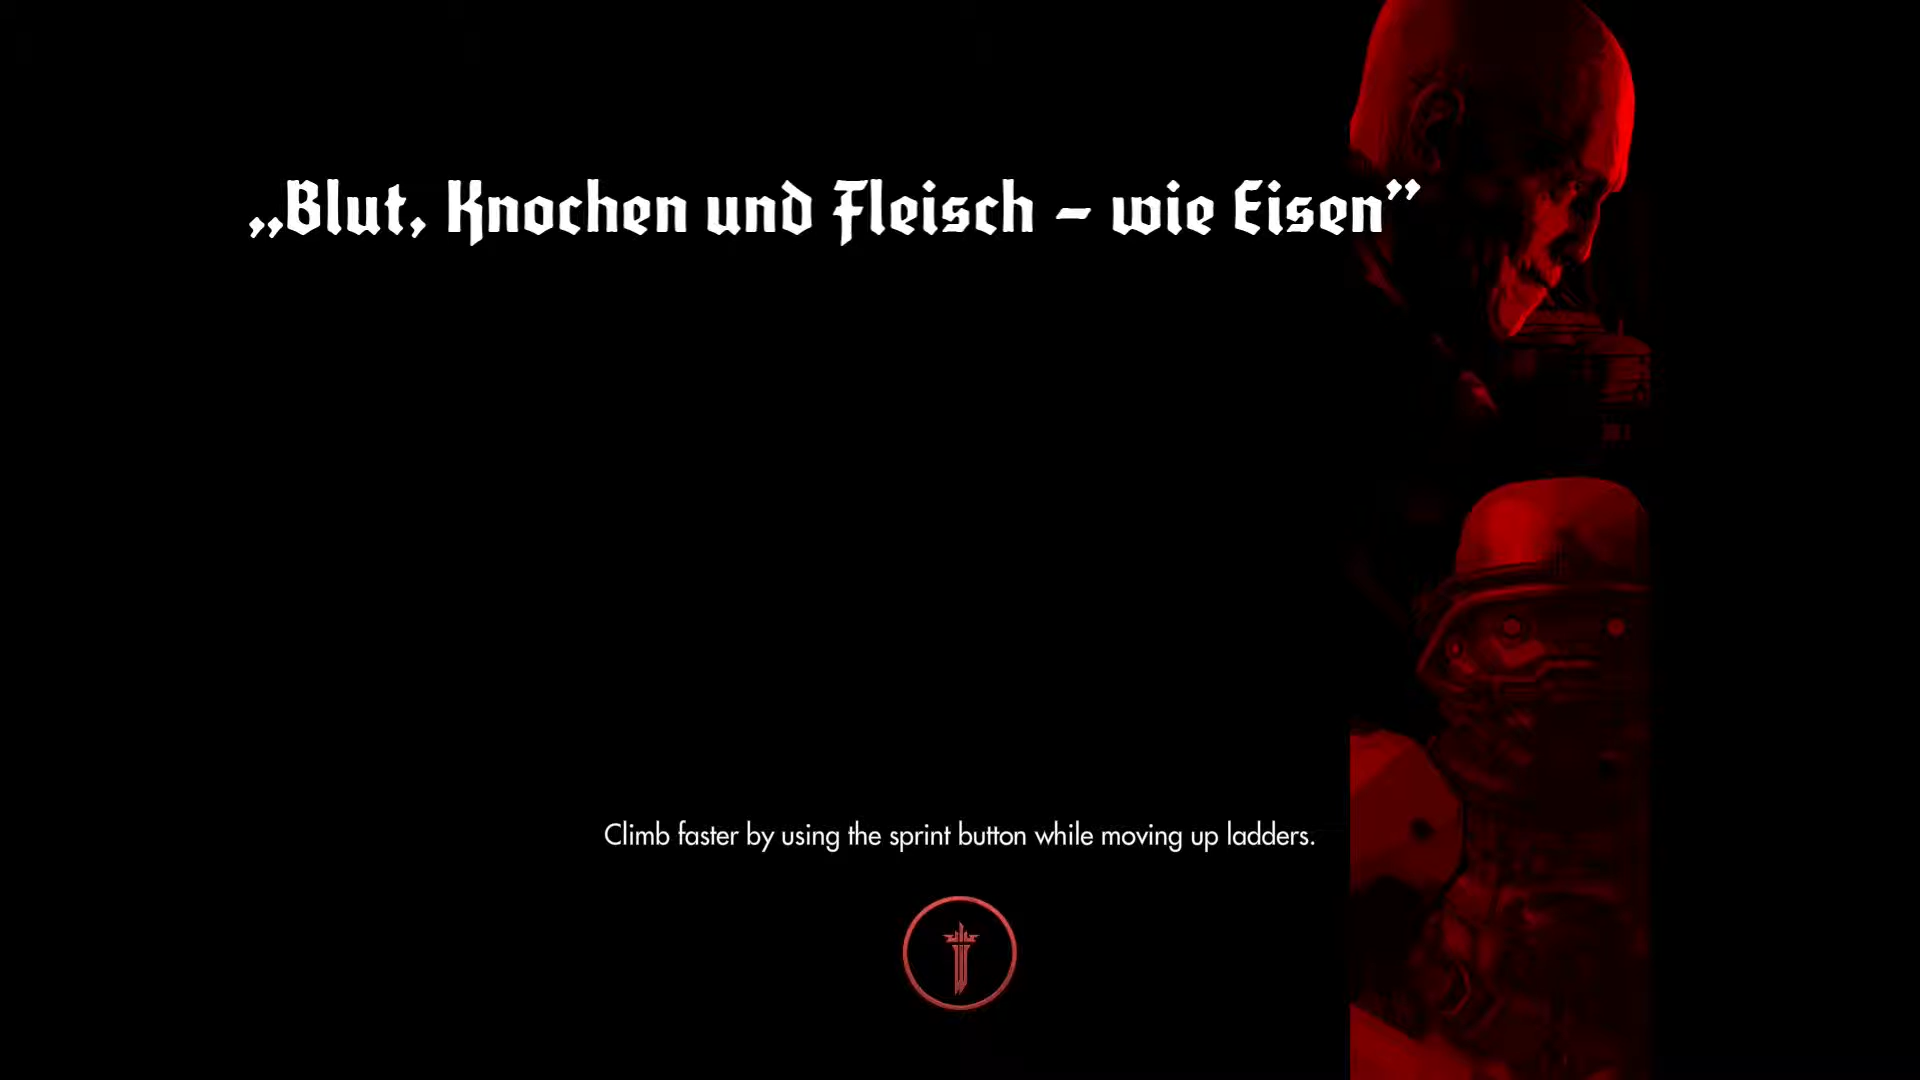 „Blut, Knochen und Fleisch – wie Eisen”
Climb faster by using the sprint button while moving up ladders.